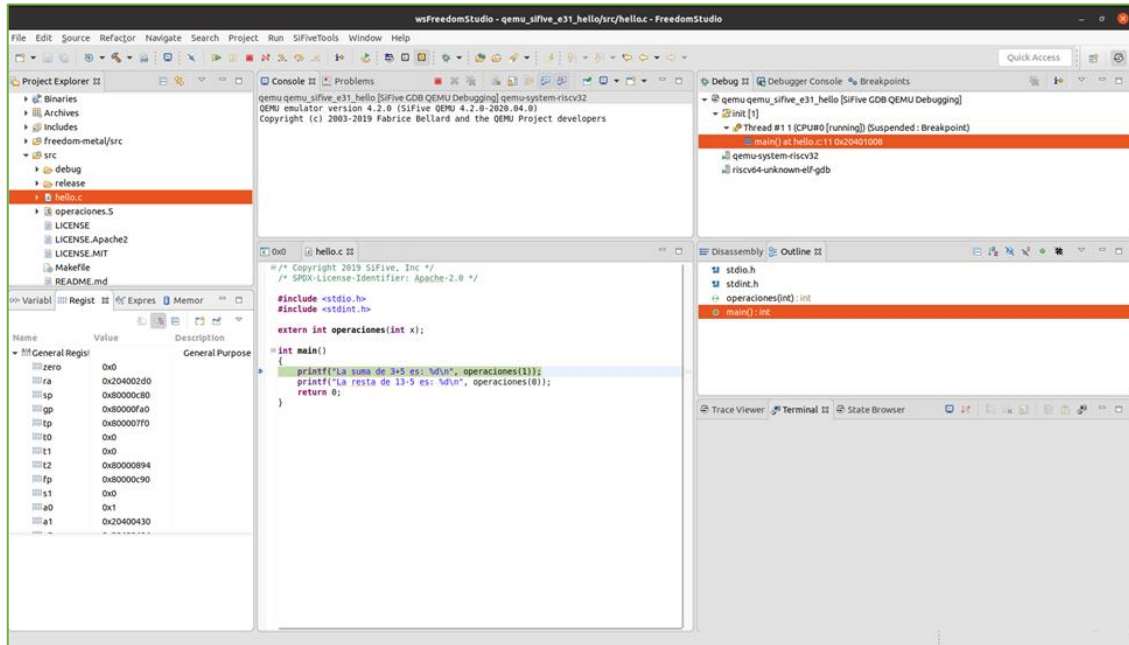 wsFreedomStudio - qemu_sifive_e31_hello/src/hello.c - FreedomStudio
File Edit Source Refactor Navigate Search Project Run SiFiveTools Window Help
Quick Access
Project Explorer
Binaries
Archives
Includes
freedom-metal/src
src
debug
release
hello.c
operaciones.S
LICENSE
LICENSE.Apache2
LICENSE.MIT
Makefile
README.md
Console Problems
qemu qemu_sifive_e31_hello [SiFive GDB QEMU Debugging] qemu-system-riscv32
QEMU emulator version 4.2.0 (SiFive QEMU 4.2.0-2020.04.0)
Copyright (c) 2003-2019 Fabrice Bellard and the QEMU Project developers
Debug Debugger Console Breakpoints
qemu qemu_sifive_e31_hello [SiFive GDB QEMU Debugging]
init [1]
Thread #1 1 (CPU#0 [running]) (Suspended : Breakpoint)
main() at hello.c:11 0x20401008
qemu-system-riscv32
riscv64-unknown-elf-gdb
Variabl Regist Expres Memor
Name Value Description
General Regis General Purpose
zero 0x0
ra 0x204002d0
sp 0x80000c80
gp 0x80000fa0
tp 0x800007f0
t0 0x0
t1 0x0
t2 0x80000894
fp 0x80000c90
s1 0x0
a0 0x1
a1 0x20400430
0x0 hello.c
/* Copyright 2019 SiFive, Inc */
/* SPDX-License-Identifier: Apache-2.0 */
#include <stdio.h>
#include <stdint.h>
extern int operaciones(int x);
int main()
{
printf("La suma de 3+5 es: %d\n", operaciones(1));
printf("La resta de 13-5 es: %d\n", operaciones(0));
return 0;
}
Disassembly Outline
stdio.h
stdint.h
operaciones(int) : int
main() : int
Trace Viewer Terminal State Browser